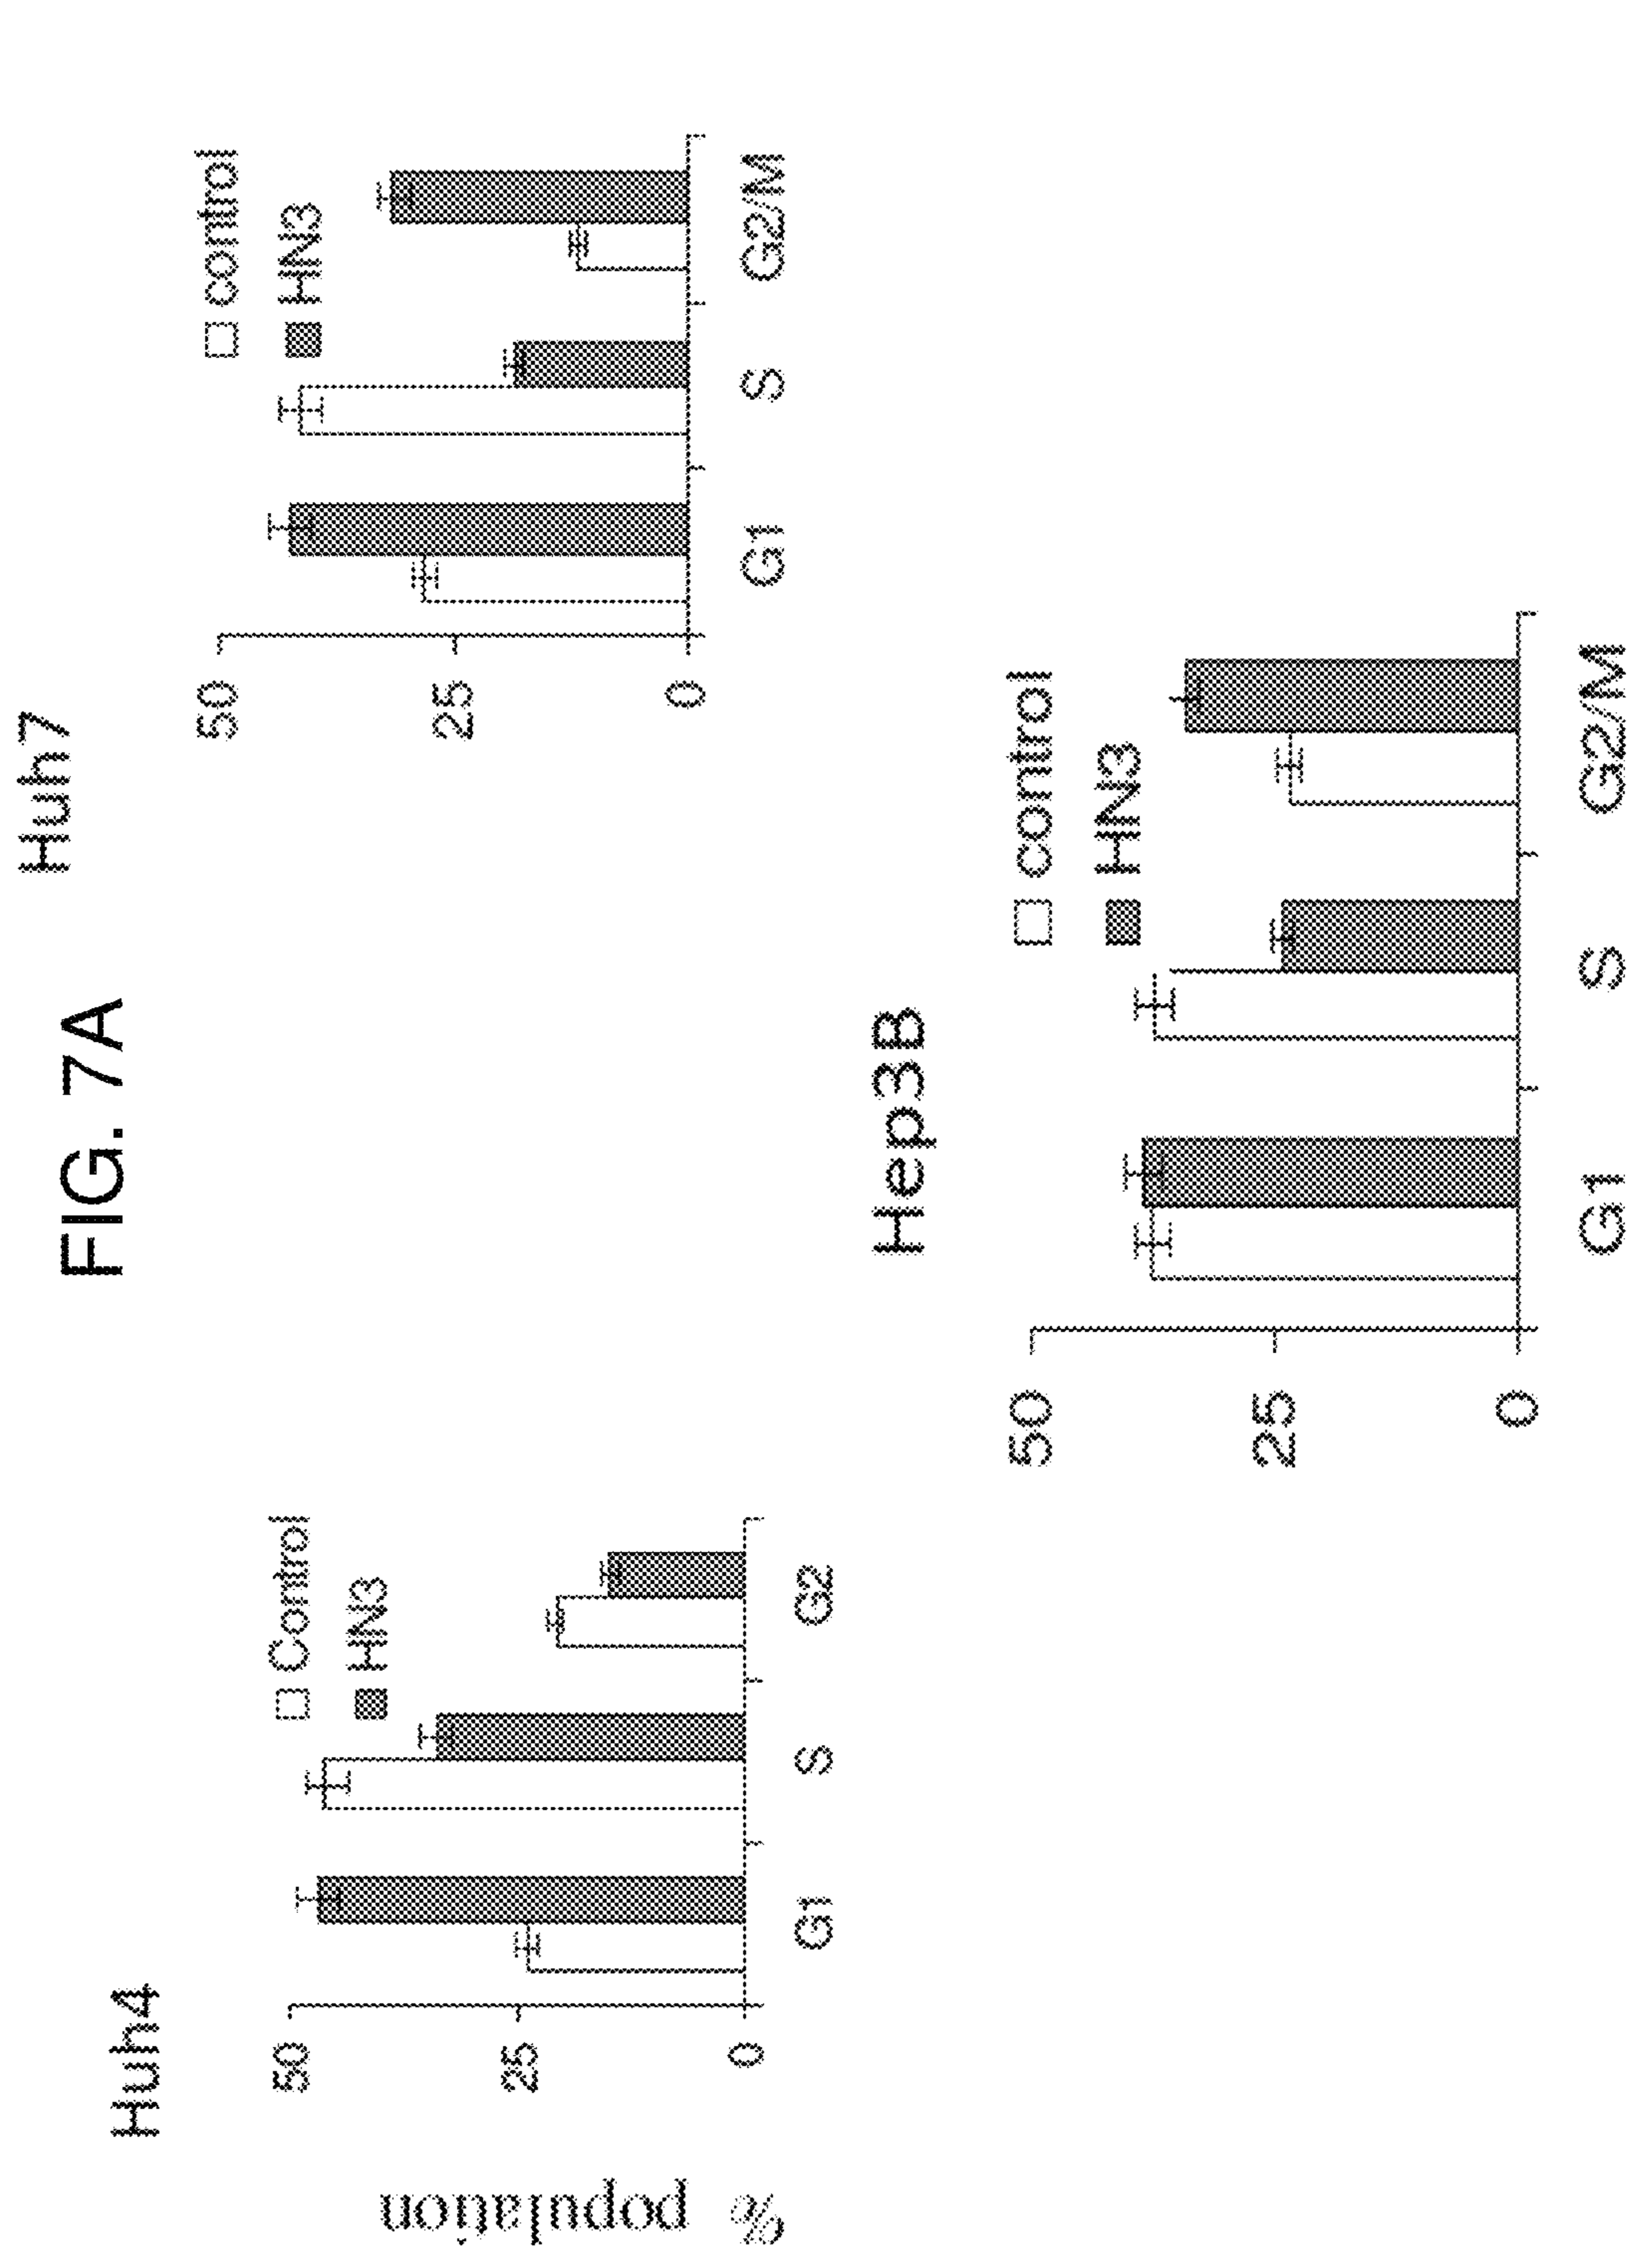 FIG. 7A
Huh4
% population
50
25
0
Control
HN3
G1 S G2
Huh7
50
25
0
control
HN3
G1 S G2/M
Hep3B
50
25
0
control
HN3
G1 S G2/M